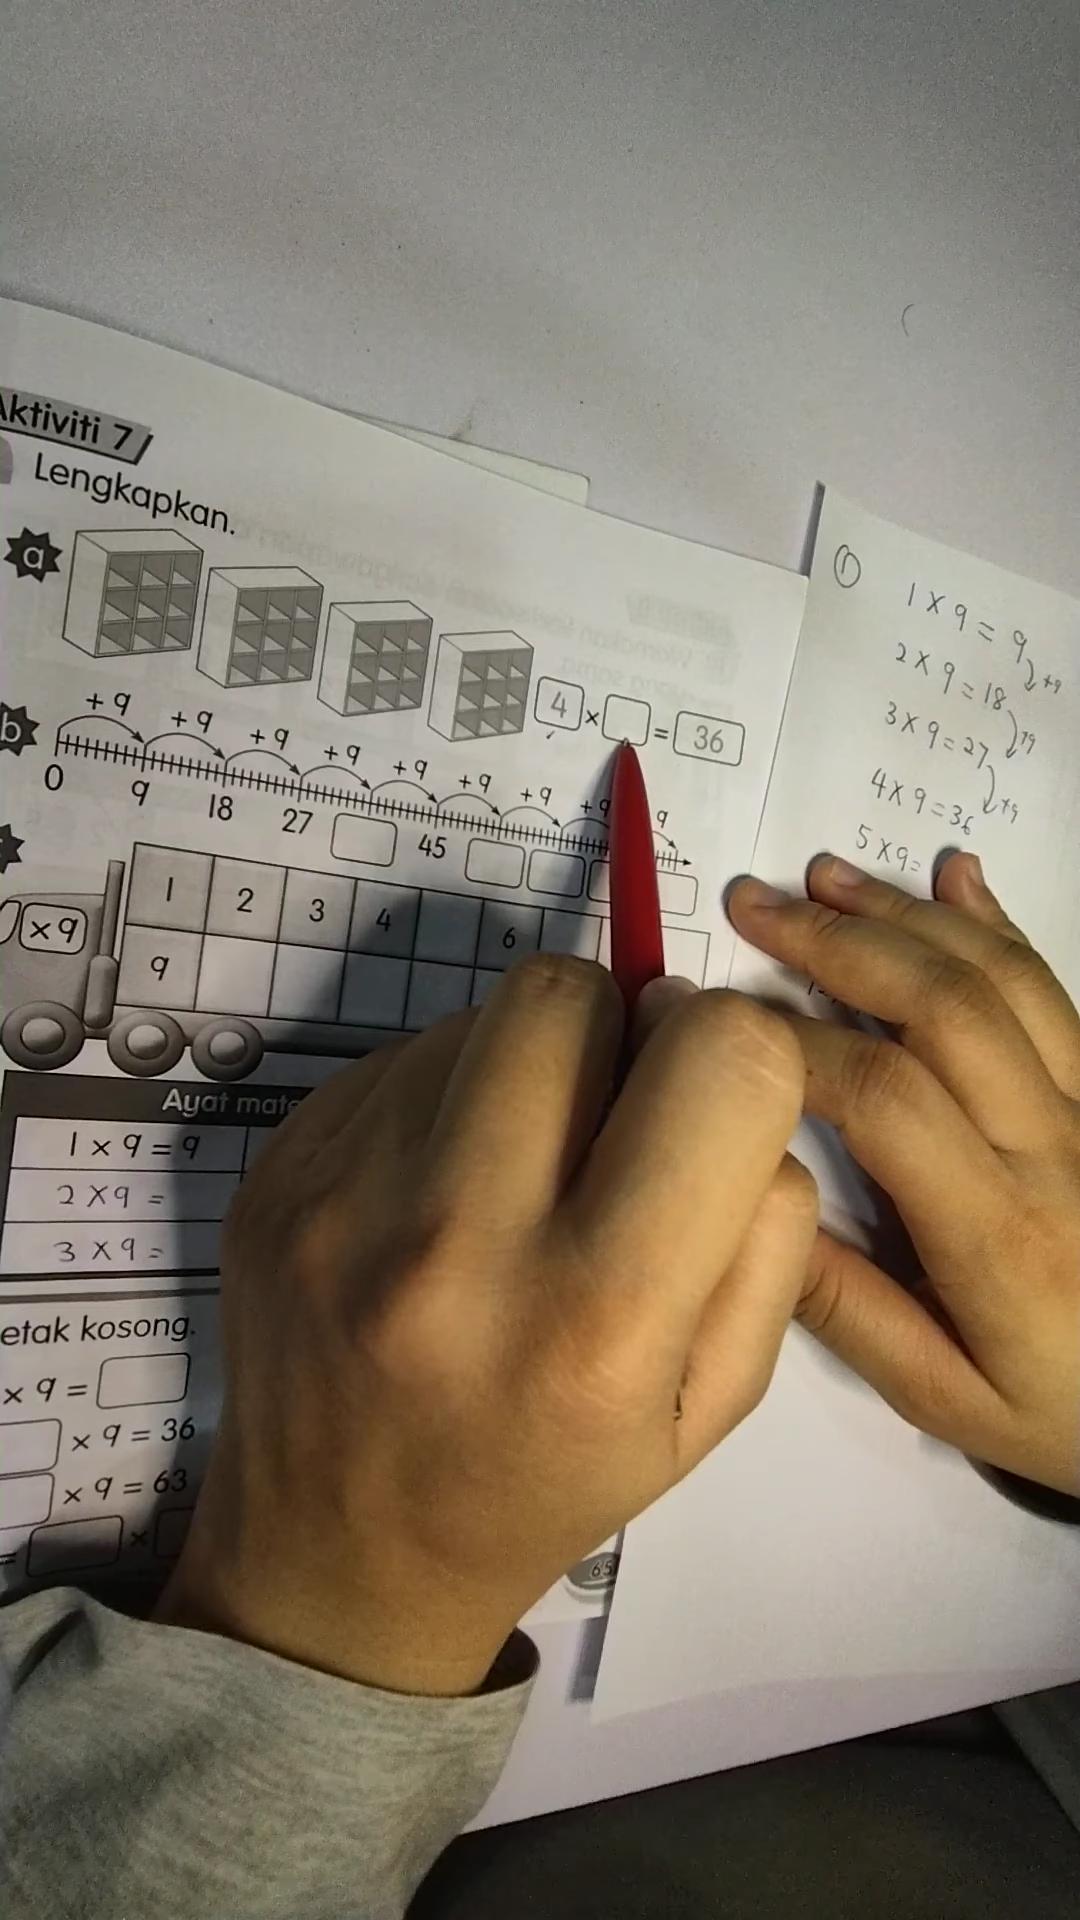 Aktiviti 7
Lengkapkan.
a
4 × = 36
b
+9 +9 +9 +9 +9 +9 +9 +9 9
0 9 18 27 45
×9
1 2 3 4 6
9
Ayat mate
1 × 9 = 9
2 × 9 =
3 × 9 =
etak kosong.
× 9 =
× 9 = 36
× 9 = 63
= ×
65
1
1 × 9 = 9
+9
2 × 9 = 18
+9
3 × 9 = 27
+9
4 × 9 = 36
5 × 9 =